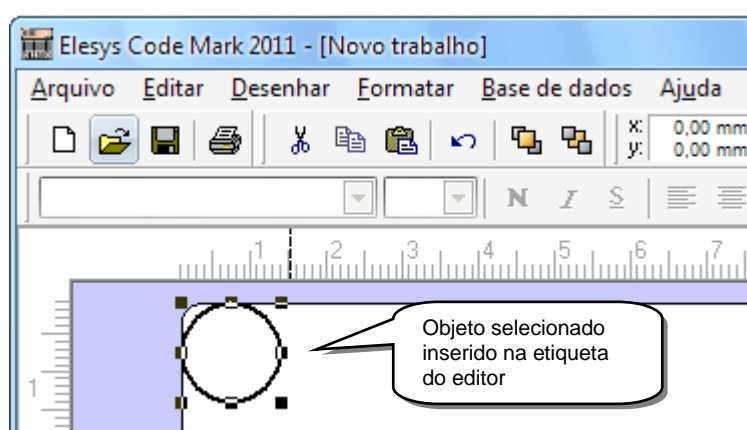 Elesys Code Mark 2011 - [Novo trabalho]
Arquivo Editar Desenhar Formatar Base de dados Ajuda
x: 0,00 mm
y: 0,00 mm
N I S
1 2 3 4 5 6 7
Objeto selecionado
inserido na etiqueta
do editor
1